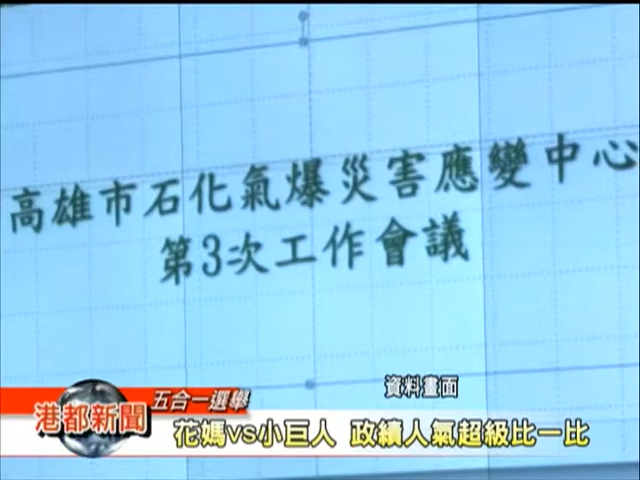 高雄市石化氣爆災害應變中心
第3次工作會議
資料畫面
五合一選舉
港都新聞
花媽vs小巨人 政績人氣超級比一比